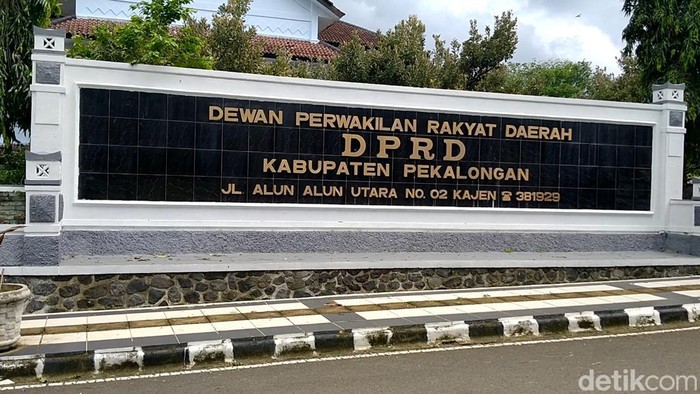 DEWAN PERWAKILAN RAKYAT DAERAH
DPRD
KABUPATEN PEKALONGAN
JL. ALUN ALUN UTARA NO. 02 KAJEN ☎ 381929
detikcom